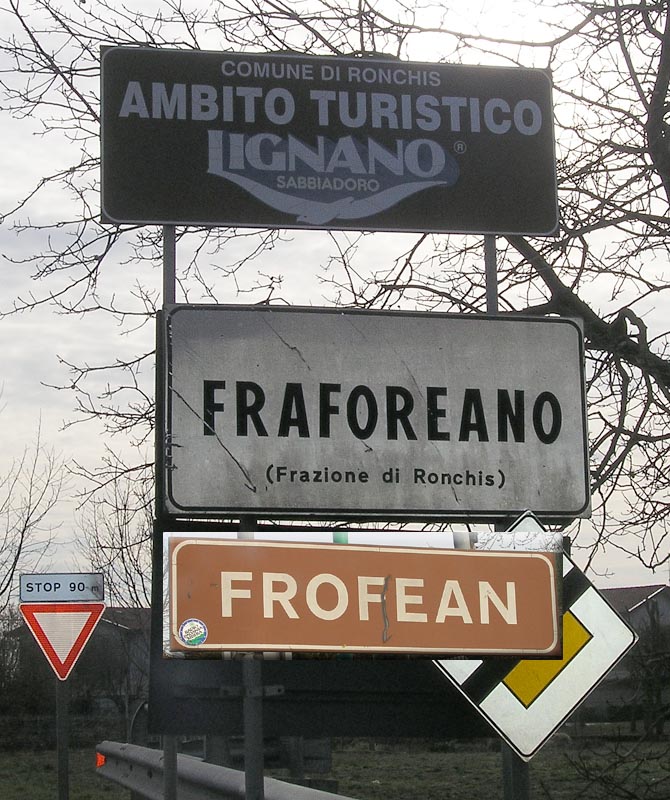 COMUNE DI RONCHIS
AMBITO TURISTICO
LIGNANO ®
SABBIADORO
FRAFOREANO
(Frazione di Ronchis)
FROFEAN
STOP 90 m